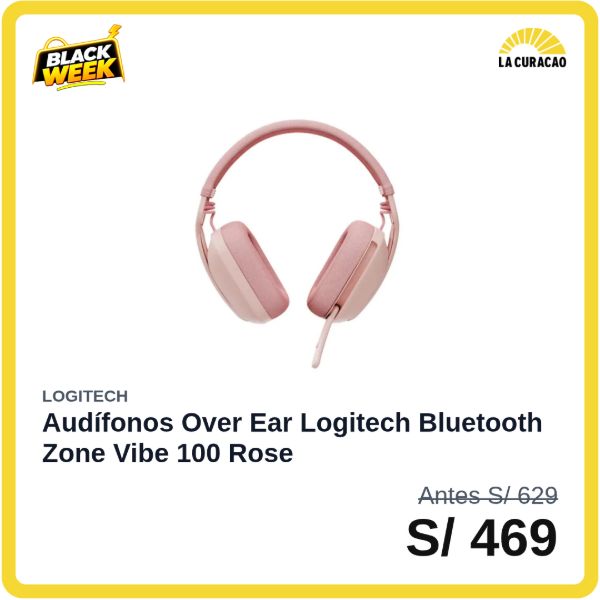 BLACK
WEEK
LA CURACAO
LOGITECH
Audífonos Over Ear Logitech Bluetooth
Zone Vibe 100 Rose
Antes S/ 629
S/ 469